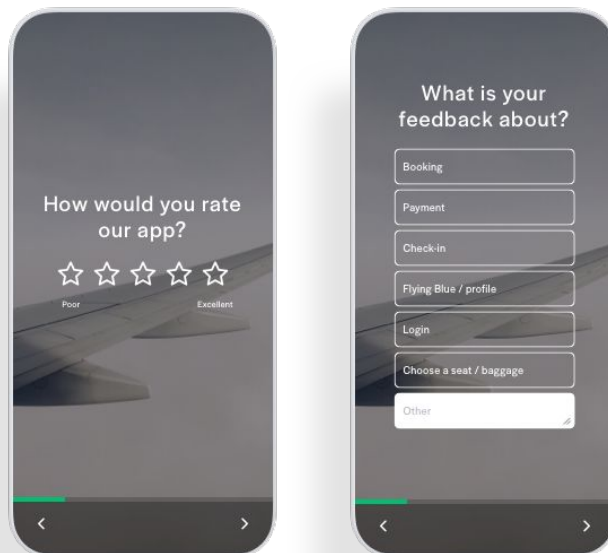 How would you rate
our app?
Poor
Excellent
What is your
feedback about?
Booking
Payment
Check-in
Flying Blue / profile
Login
Choose a seat / baggage
Other